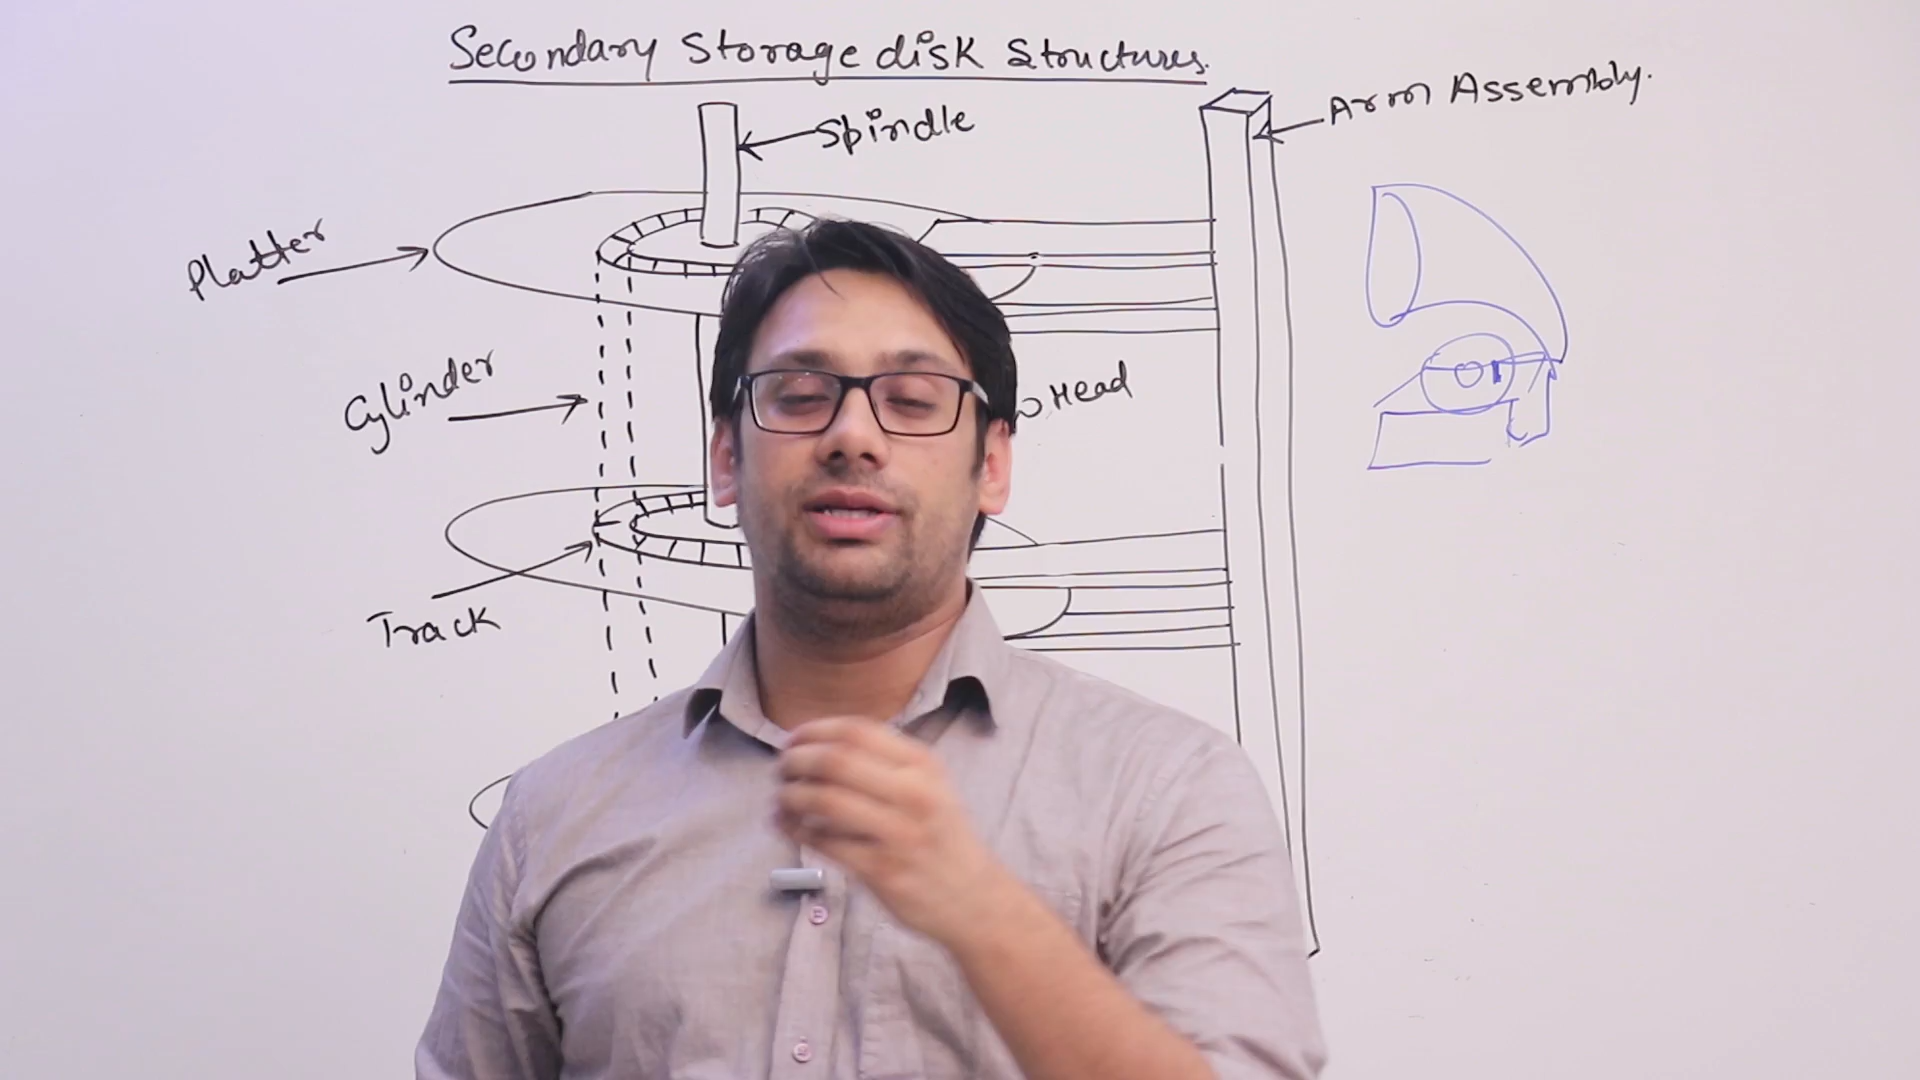 Secondary Storage disk Structures.
Arm Assembly.
Spindle
Platter
Cylinder
Head
Track